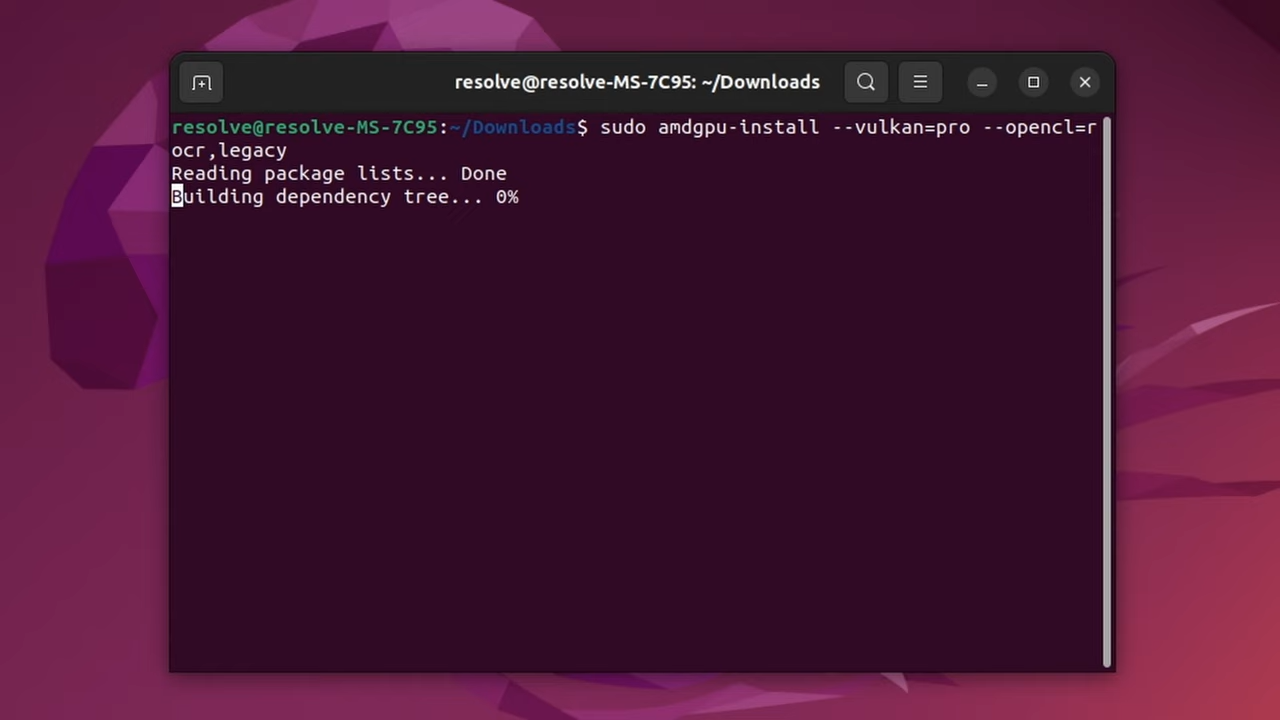 resolve@resolve-MS-7C95: ~/Downloads
resolve@resolve-MS-7C95:~/Downloads$ sudo amdgpu-install --vulkan=pro --opencl=r
ocr,legacy
Reading package lists... Done
Building dependency tree... 0%